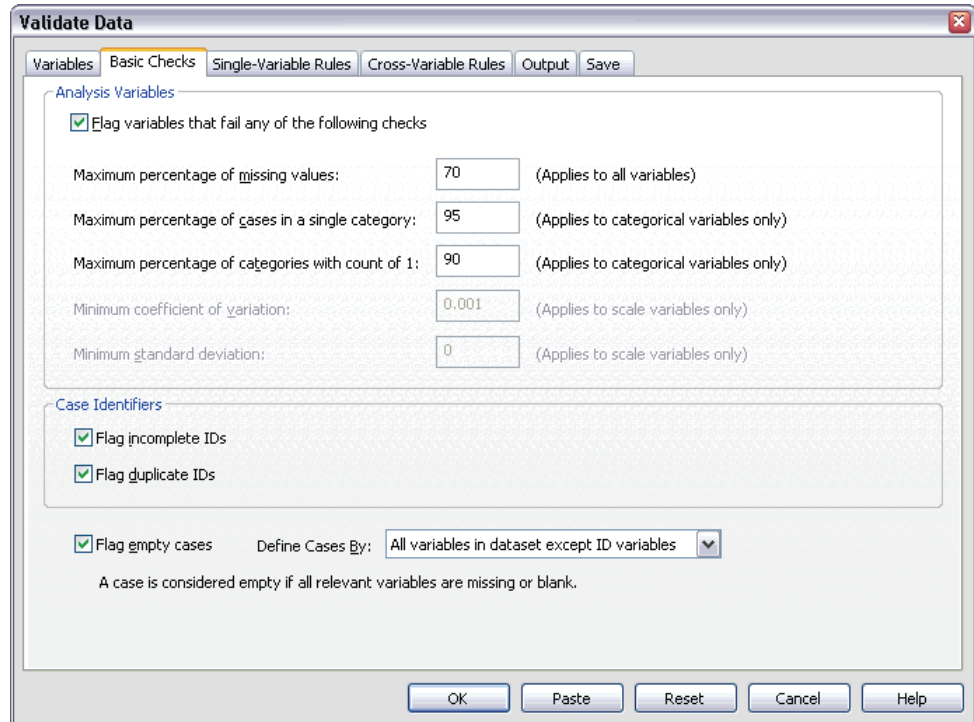 Validate Data
Variables Basic Checks Single-Variable Rules Cross-Variable Rules Output Save
Analysis Variables
Flag variables that fail any of the following checks
Maximum percentage of missing values: 70 (Applies to all variables)
Maximum percentage of cases in a single category: 95 (Applies to categorical variables only)
Maximum percentage of categories with count of 1: 90 (Applies to categorical variables only)
Minimum coefficient of variation: 0.001 (Applies to scale variables only)
Minimum standard deviation: 0 (Applies to scale variables only)
Case Identifiers
Flag incomplete IDs
Flag duplicate IDs
Flag empty cases Define Cases By: All variables in dataset except ID variables
A case is considered empty if all relevant variables are missing or blank.
OK Paste Reset Cancel Help